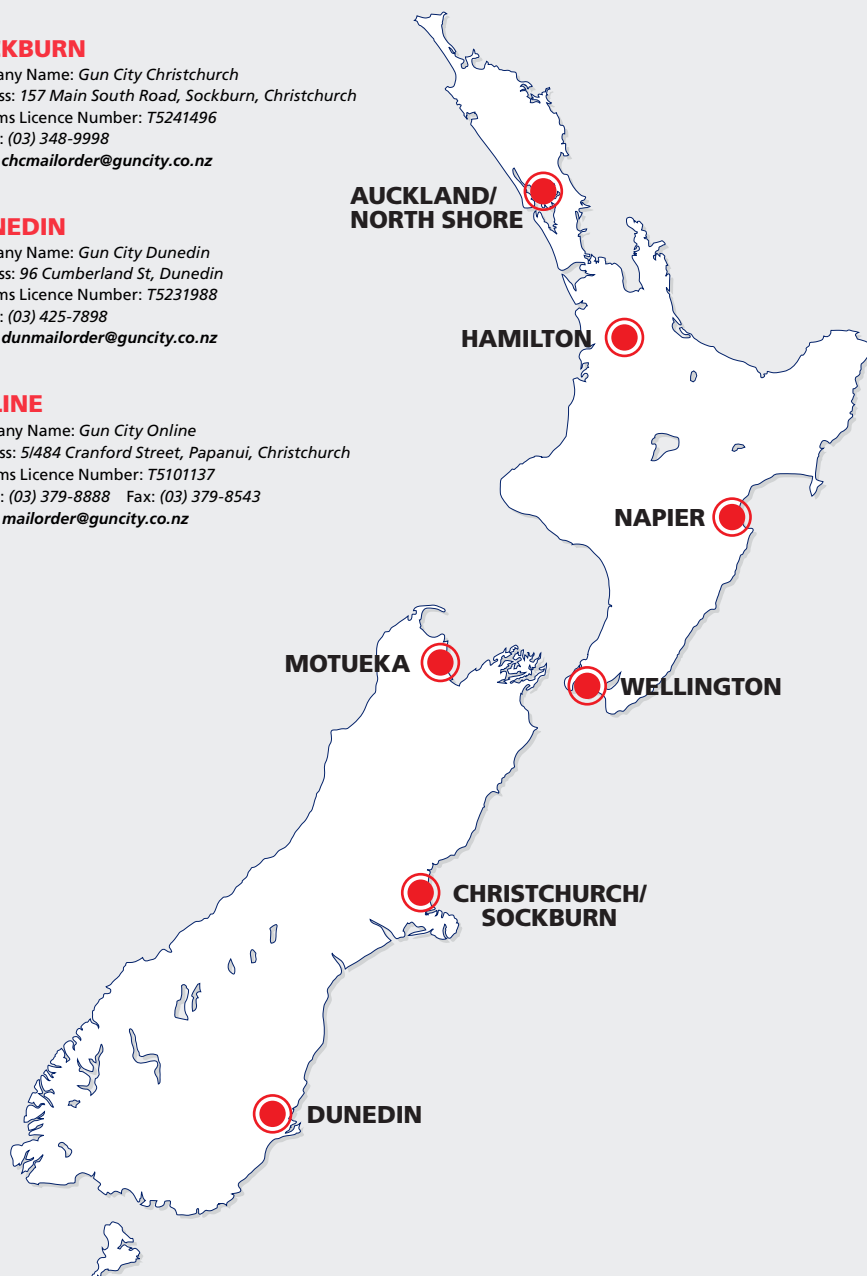 CKBURN
any Name: Gun City Christchurch
ss: 157 Main South Road, Sockburn, Christchurch
ms Licence Number: T5241496
: (03) 348-9998
chcmailorder@guncity.co.nz
NEDIN
any Name: Gun City Dunedin
ss: 96 Cumberland St, Dunedin
ms Licence Number: T5231988
: (03) 425-7898
dunmailorder@guncity.co.nz
LINE
any Name: Gun City Online
ss: 5/484 Cranford Street, Papanui, Christchurch
ms Licence Number: T5101137
: (03) 379-8888 Fax: (03) 379-8543
mailorder@guncity.co.nz
AUCKLAND/
NORTH SHORE
HAMILTON
NAPIER
MOTUEKA
WELLINGTON
CHRISTCHURCH/
SOCKBURN
DUNEDIN